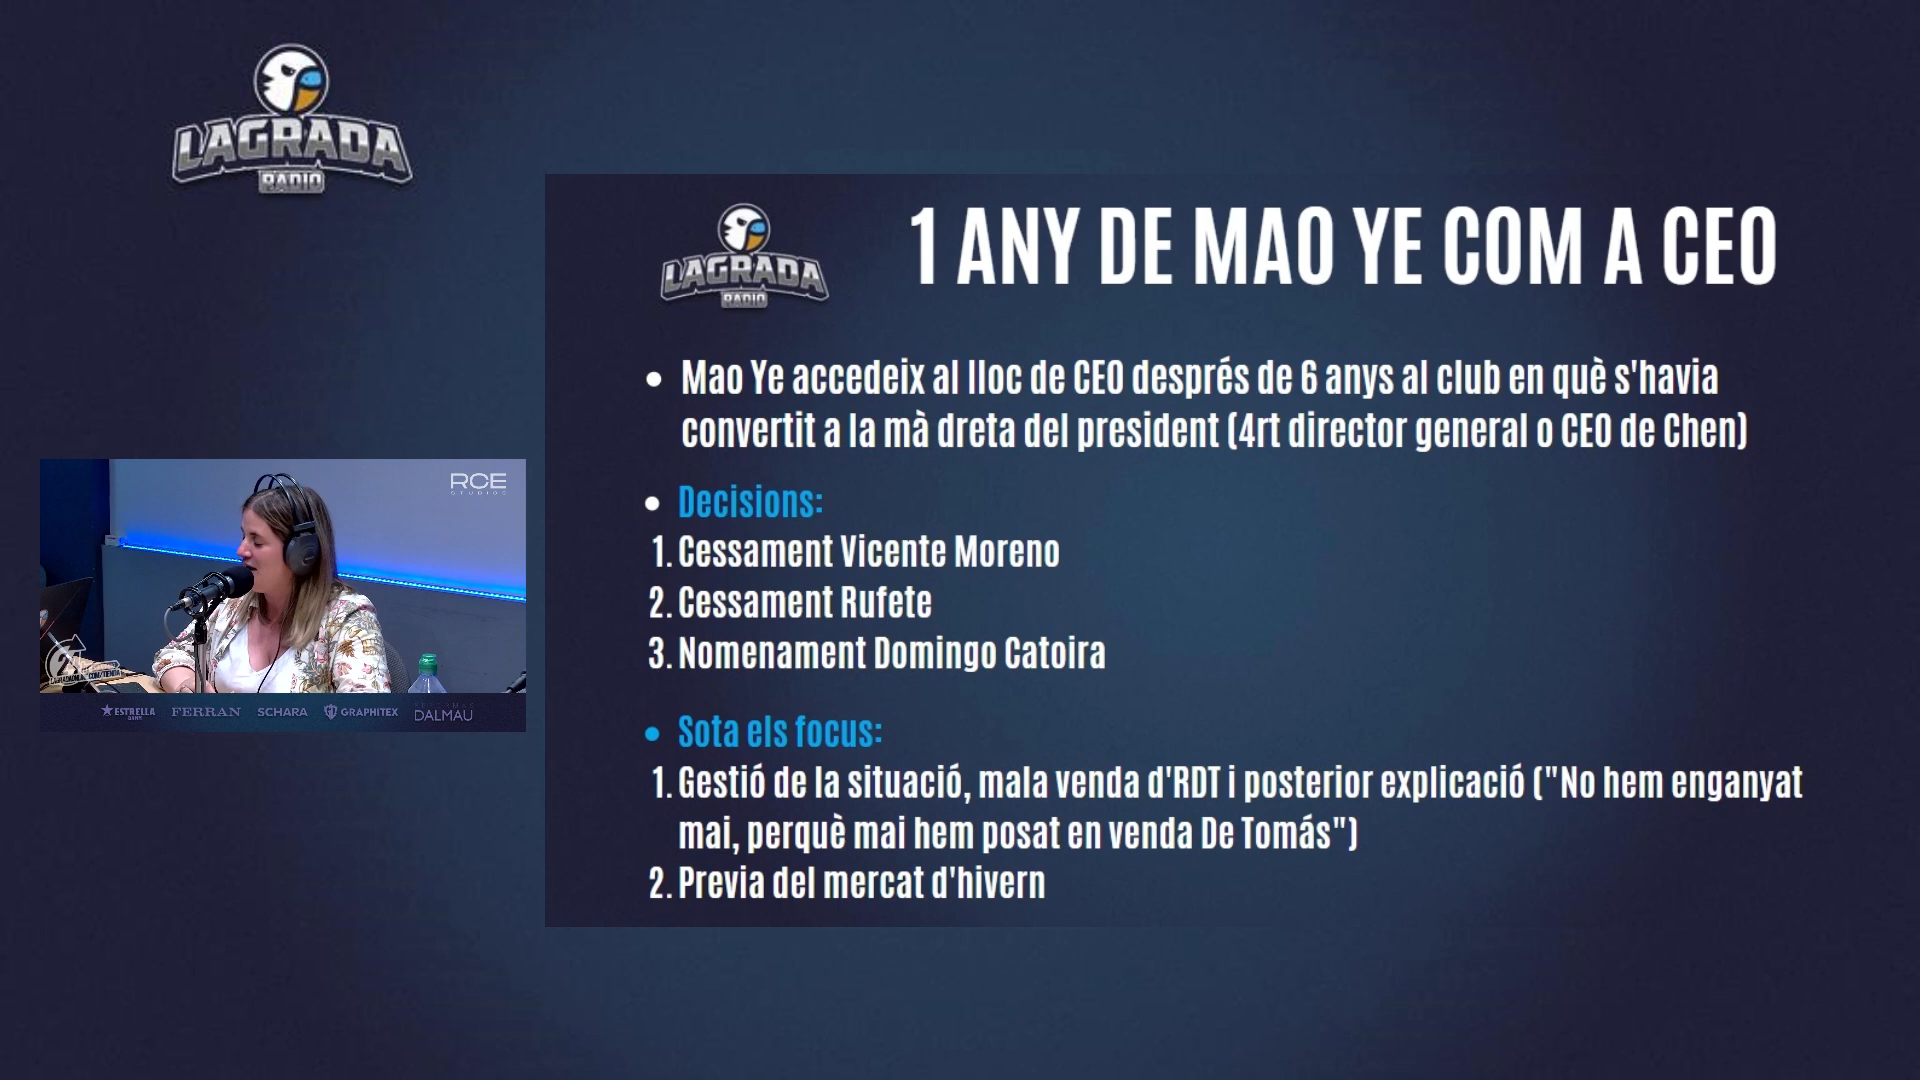 LAGRADA
RADIO
LAGRADA
RADIO
1 ANY DE MAO YE COM A CEO
• Mao Ye accedeix al lloc de CEO després de 6 anys al club en què s'havia
convertit a la mà dreta del president (4rt director general o CEO de Chen)
• Decisions:
1. Cessament Vicente Moreno
2. Cessament Rufete
3. Nomenament Domingo Catoira
• Sota els focus:
1. Gestió de la situació, mala venda d'RDT i posterior explicació ("No hem enganyat
mai, perquè mai hem posat en venda De Tomás")
2. Previa del mercat d'hivern
RCE
STUDIOS
ESTRELLA
DAMM
FERRAN
SCHARA
GRAPHITEX
DALMAU